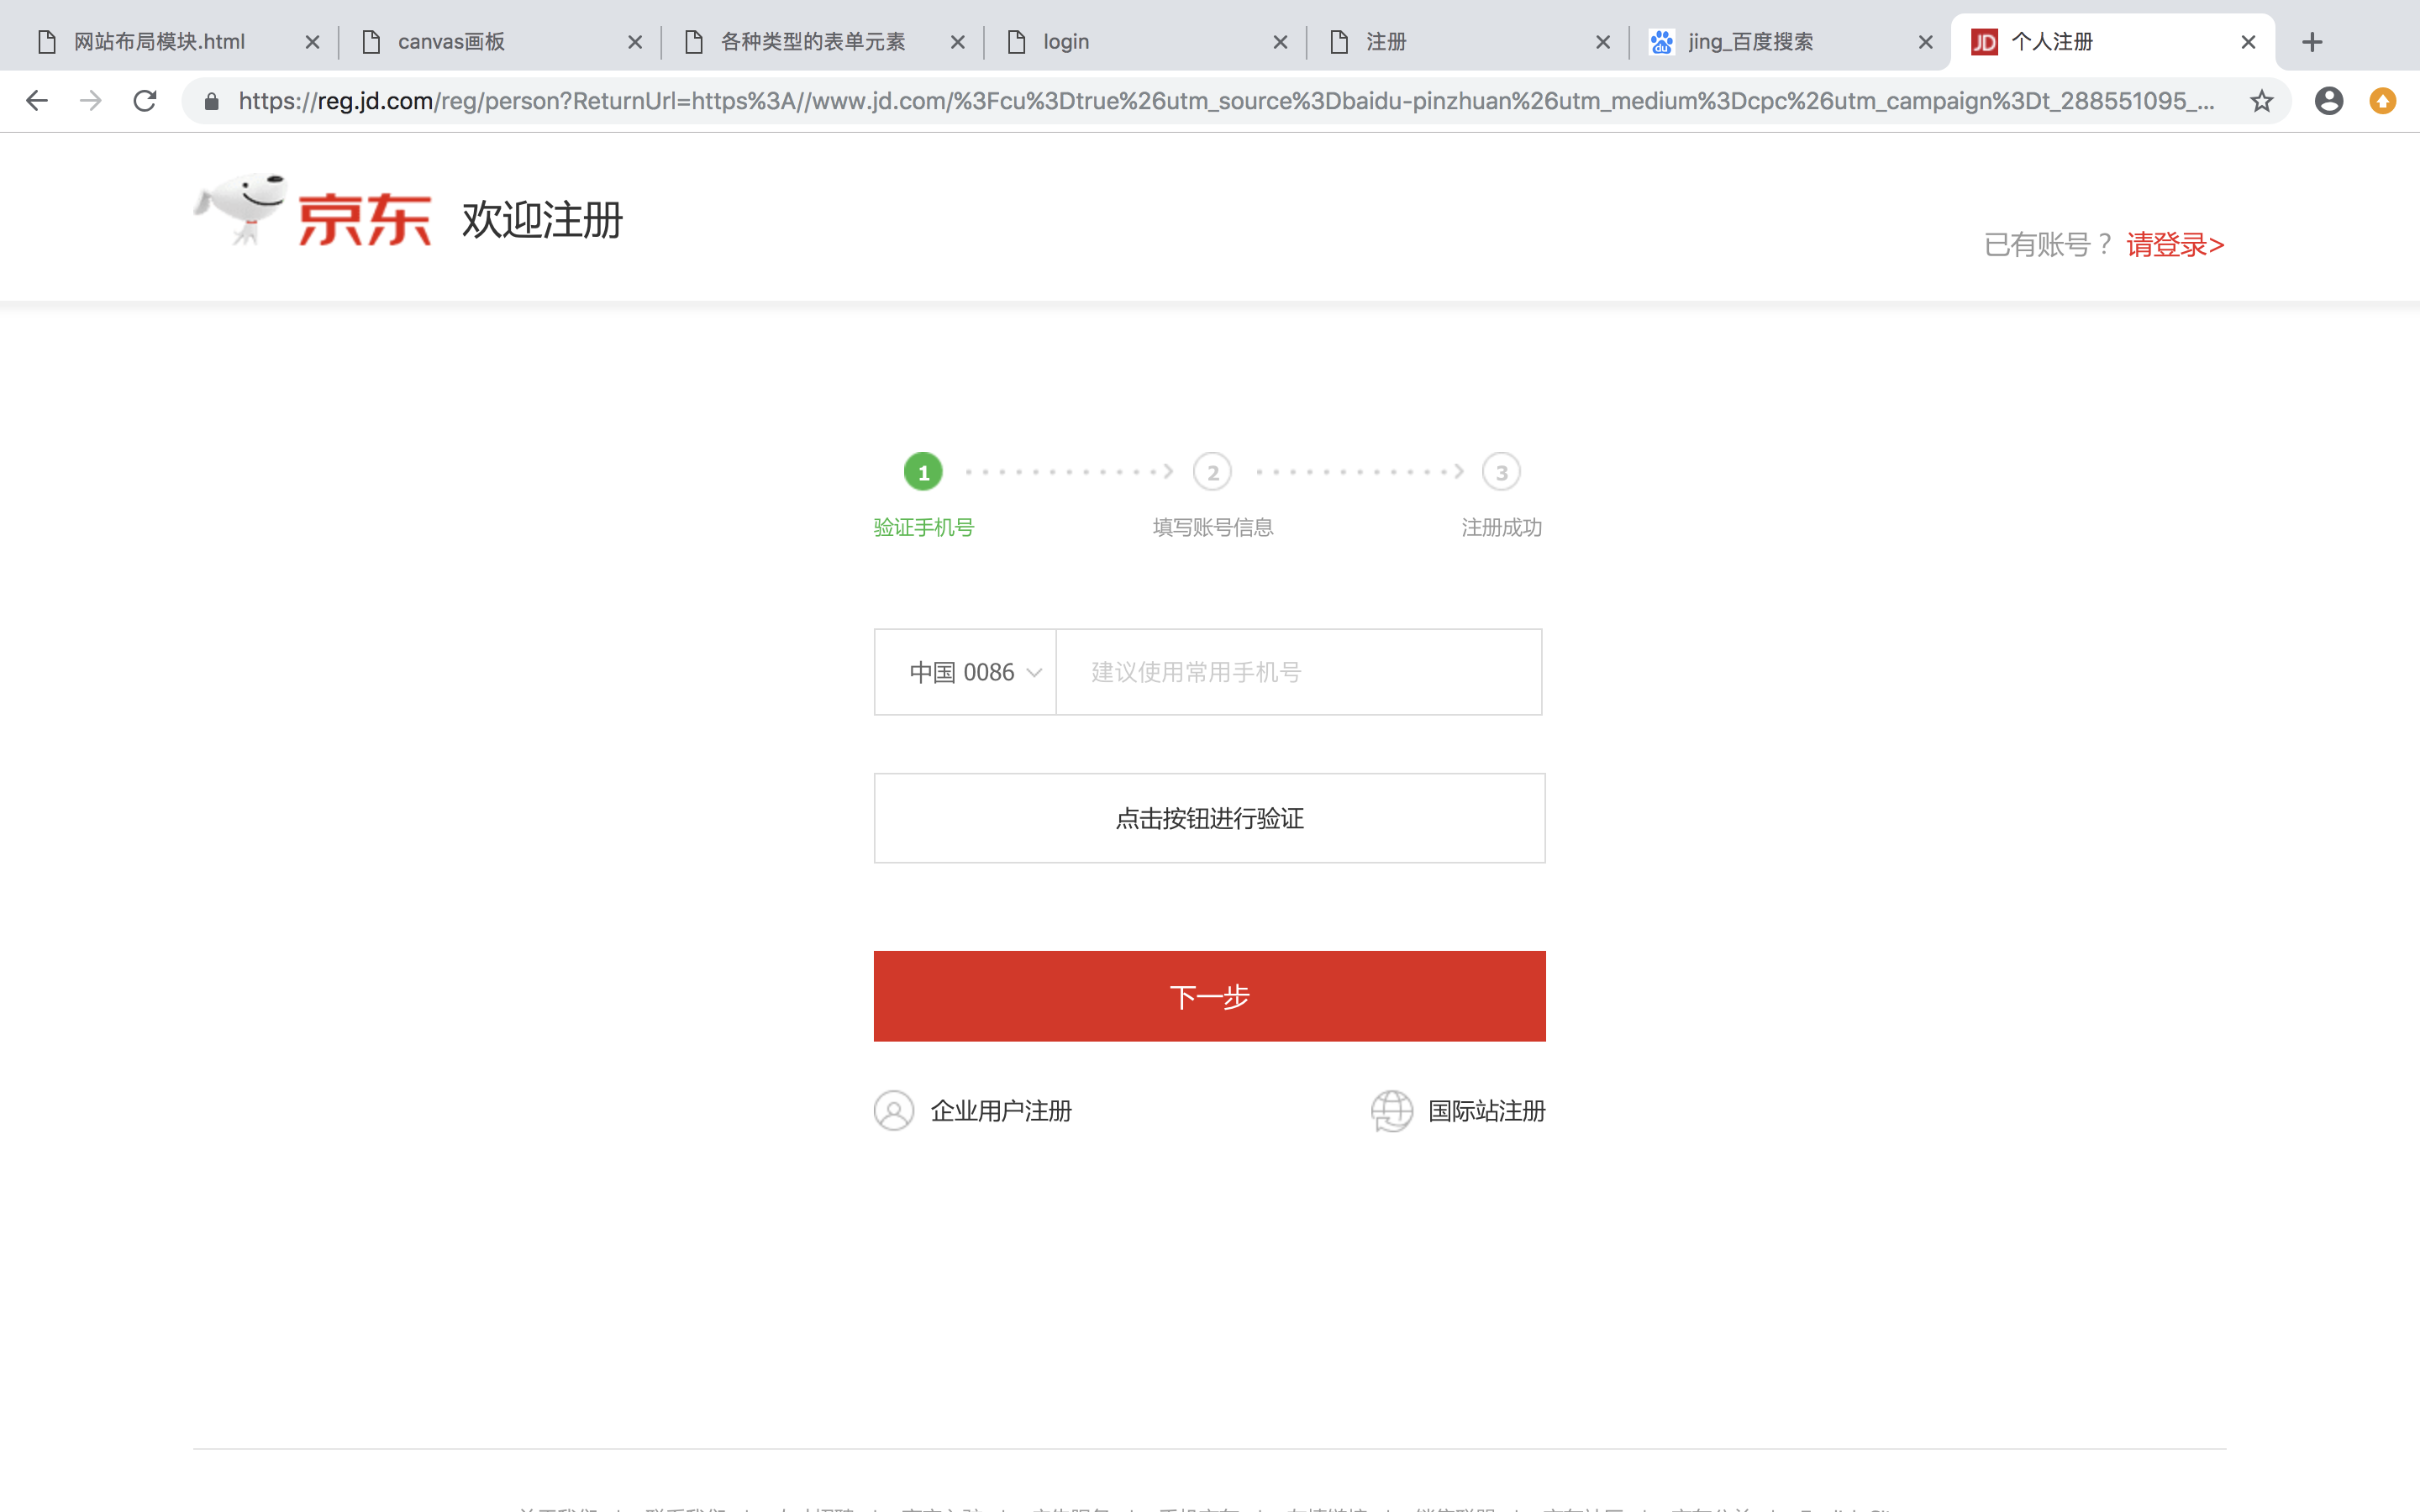 网站布局模块.html
canvas画板
各种类型的表单元素
login
注册
jing_百度搜索
JD 个人注册
https://reg.jd.com/reg/person?ReturnUrl=https%3A//www.jd.com/%3Fcu%3Dtrue%26utm_source%3Dbaidu-pinzhuan%26utm_medium%3Dcpc%26utm_campaign%3Dt_288551095_...
京东 欢迎注册
已有账号？ 请登录>
1 2 3
验证手机号 填写账号信息 注册成功
中国 0086 建议使用常用手机号
点击按钮进行验证
下一步
企业用户注册 国际站注册